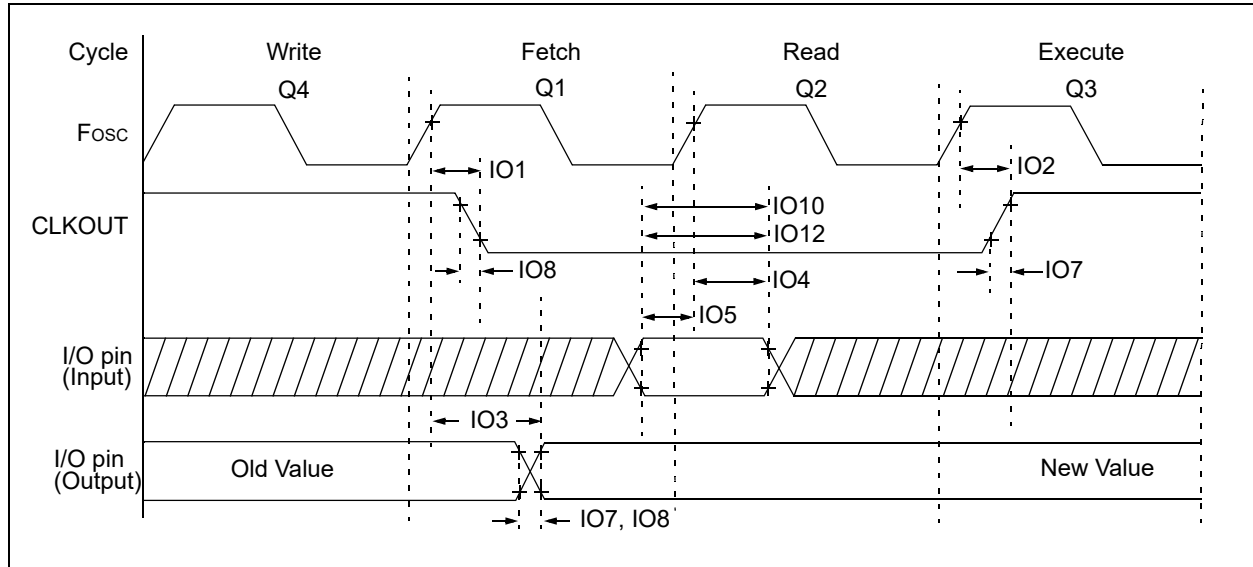 Cycle Write Fetch Read Execute
Q4 Q1 Q2 Q3
Fosc
IO1 IO2
CLKOUT
IO10
IO12
IO8 IO4 IO7
IO5
I/O pin
(Input)
IO3
I/O pin
(Output)
Old Value New Value
IO7, IO8